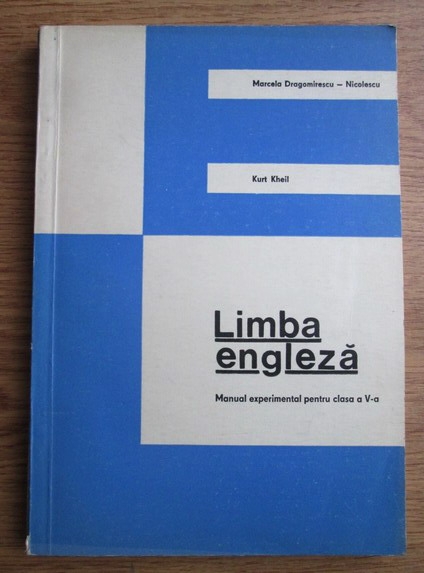 Marcela Dragomirescu – Nicolescu
Kurt Kheil
Limba
engleză
Manual experimental pentru clasa a V-a